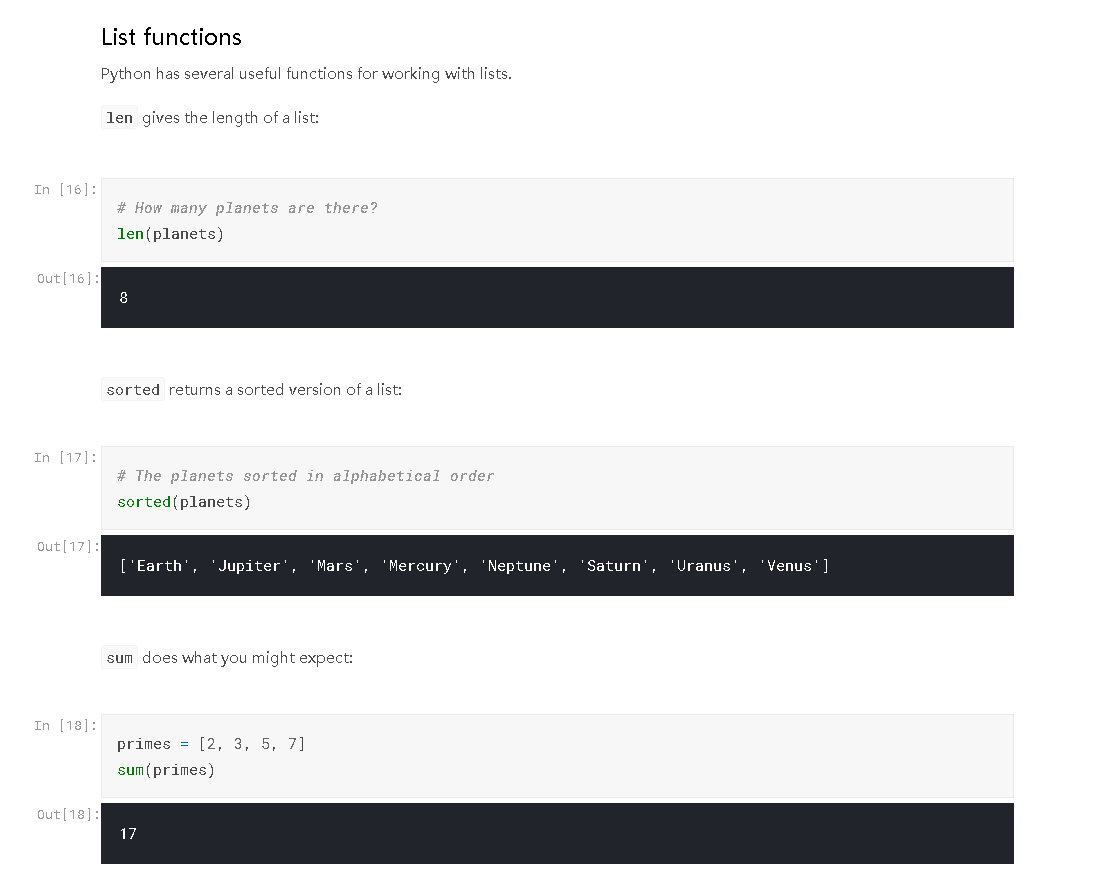 List functions
Python has several useful functions for working with lists.
len gives the length of a list:
In [16]:
# How many planets are there?
len(planets)
Out[16]:
8
sorted returns a sorted version of a list:
In [17]:
# The planets sorted in alphabetical order
sorted(planets)
Out[17]:
['Earth', 'Jupiter', 'Mars', 'Mercury', 'Neptune', 'Saturn', 'Uranus', 'Venus']
sum does what you might expect:
In [18]:
primes = [2, 3, 5, 7]
sum(primes)
Out[18]:
17